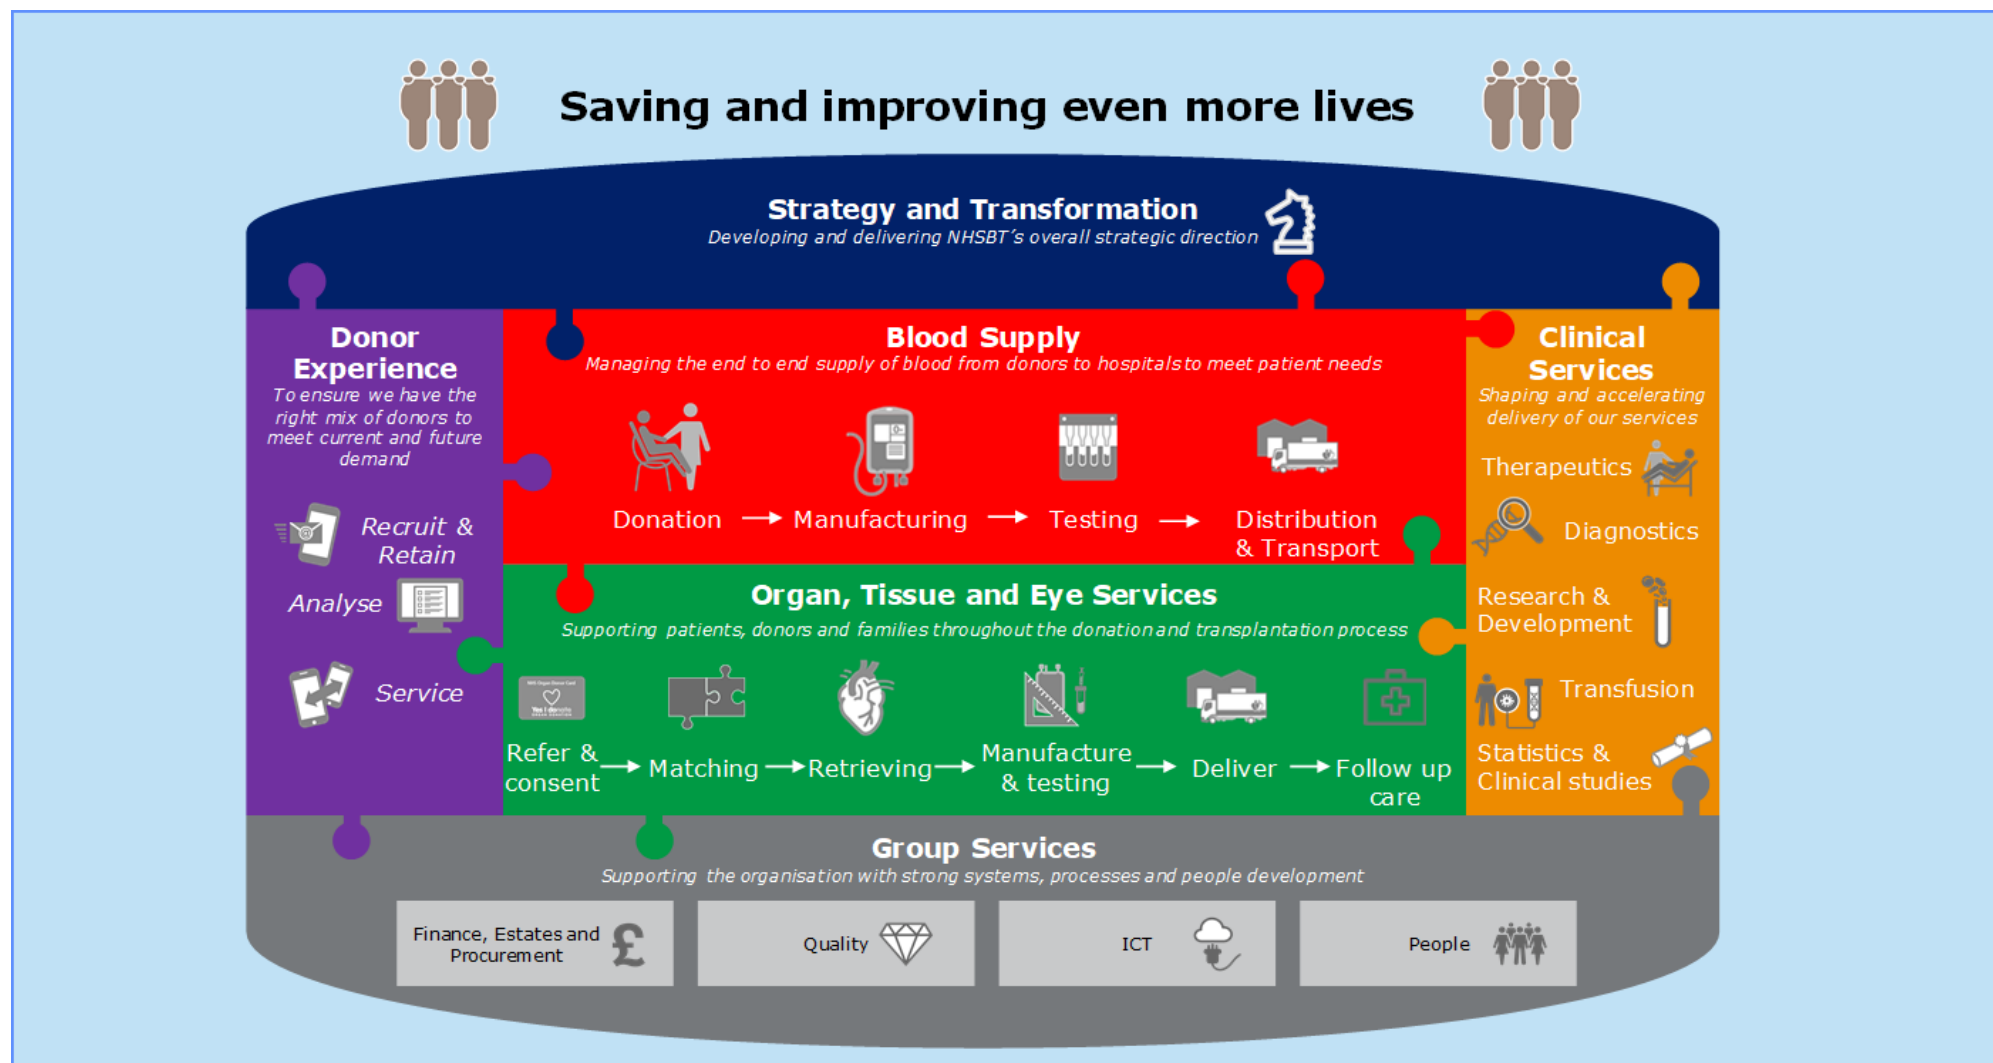 Saving and improving even more lives
Strategy and Transformation
Developing and delivering NHSBT's overall strategic direction
Donor
Experience
To ensure we have the
right mix of donors to
meet current and future
demand
Recruit &
Retain
Analyse
Service
Blood Supply
Managing the end to end supply of blood from donors to hospitals to meet patient needs
Donation
Manufacturing
Testing
Distribution
& Transport
Organ, Tissue and Eye Services
Supporting patients, donors and families throughout the donation and transplantation process
Yes I donate
Refer &
consent
Matching
Retrieving
Manufacture
& testing
Deliver
Follow up
care
Clinical
Services
Shaping and accelerating
delivery of our services
Therapeutics
Diagnostics
Research &
Development
Transfusion
Statistics &
Clinical studies
Group Services
Supporting the organisation with strong systems, processes and people development
Finance, Estates and
Procurement
£
Quality
ICT
People